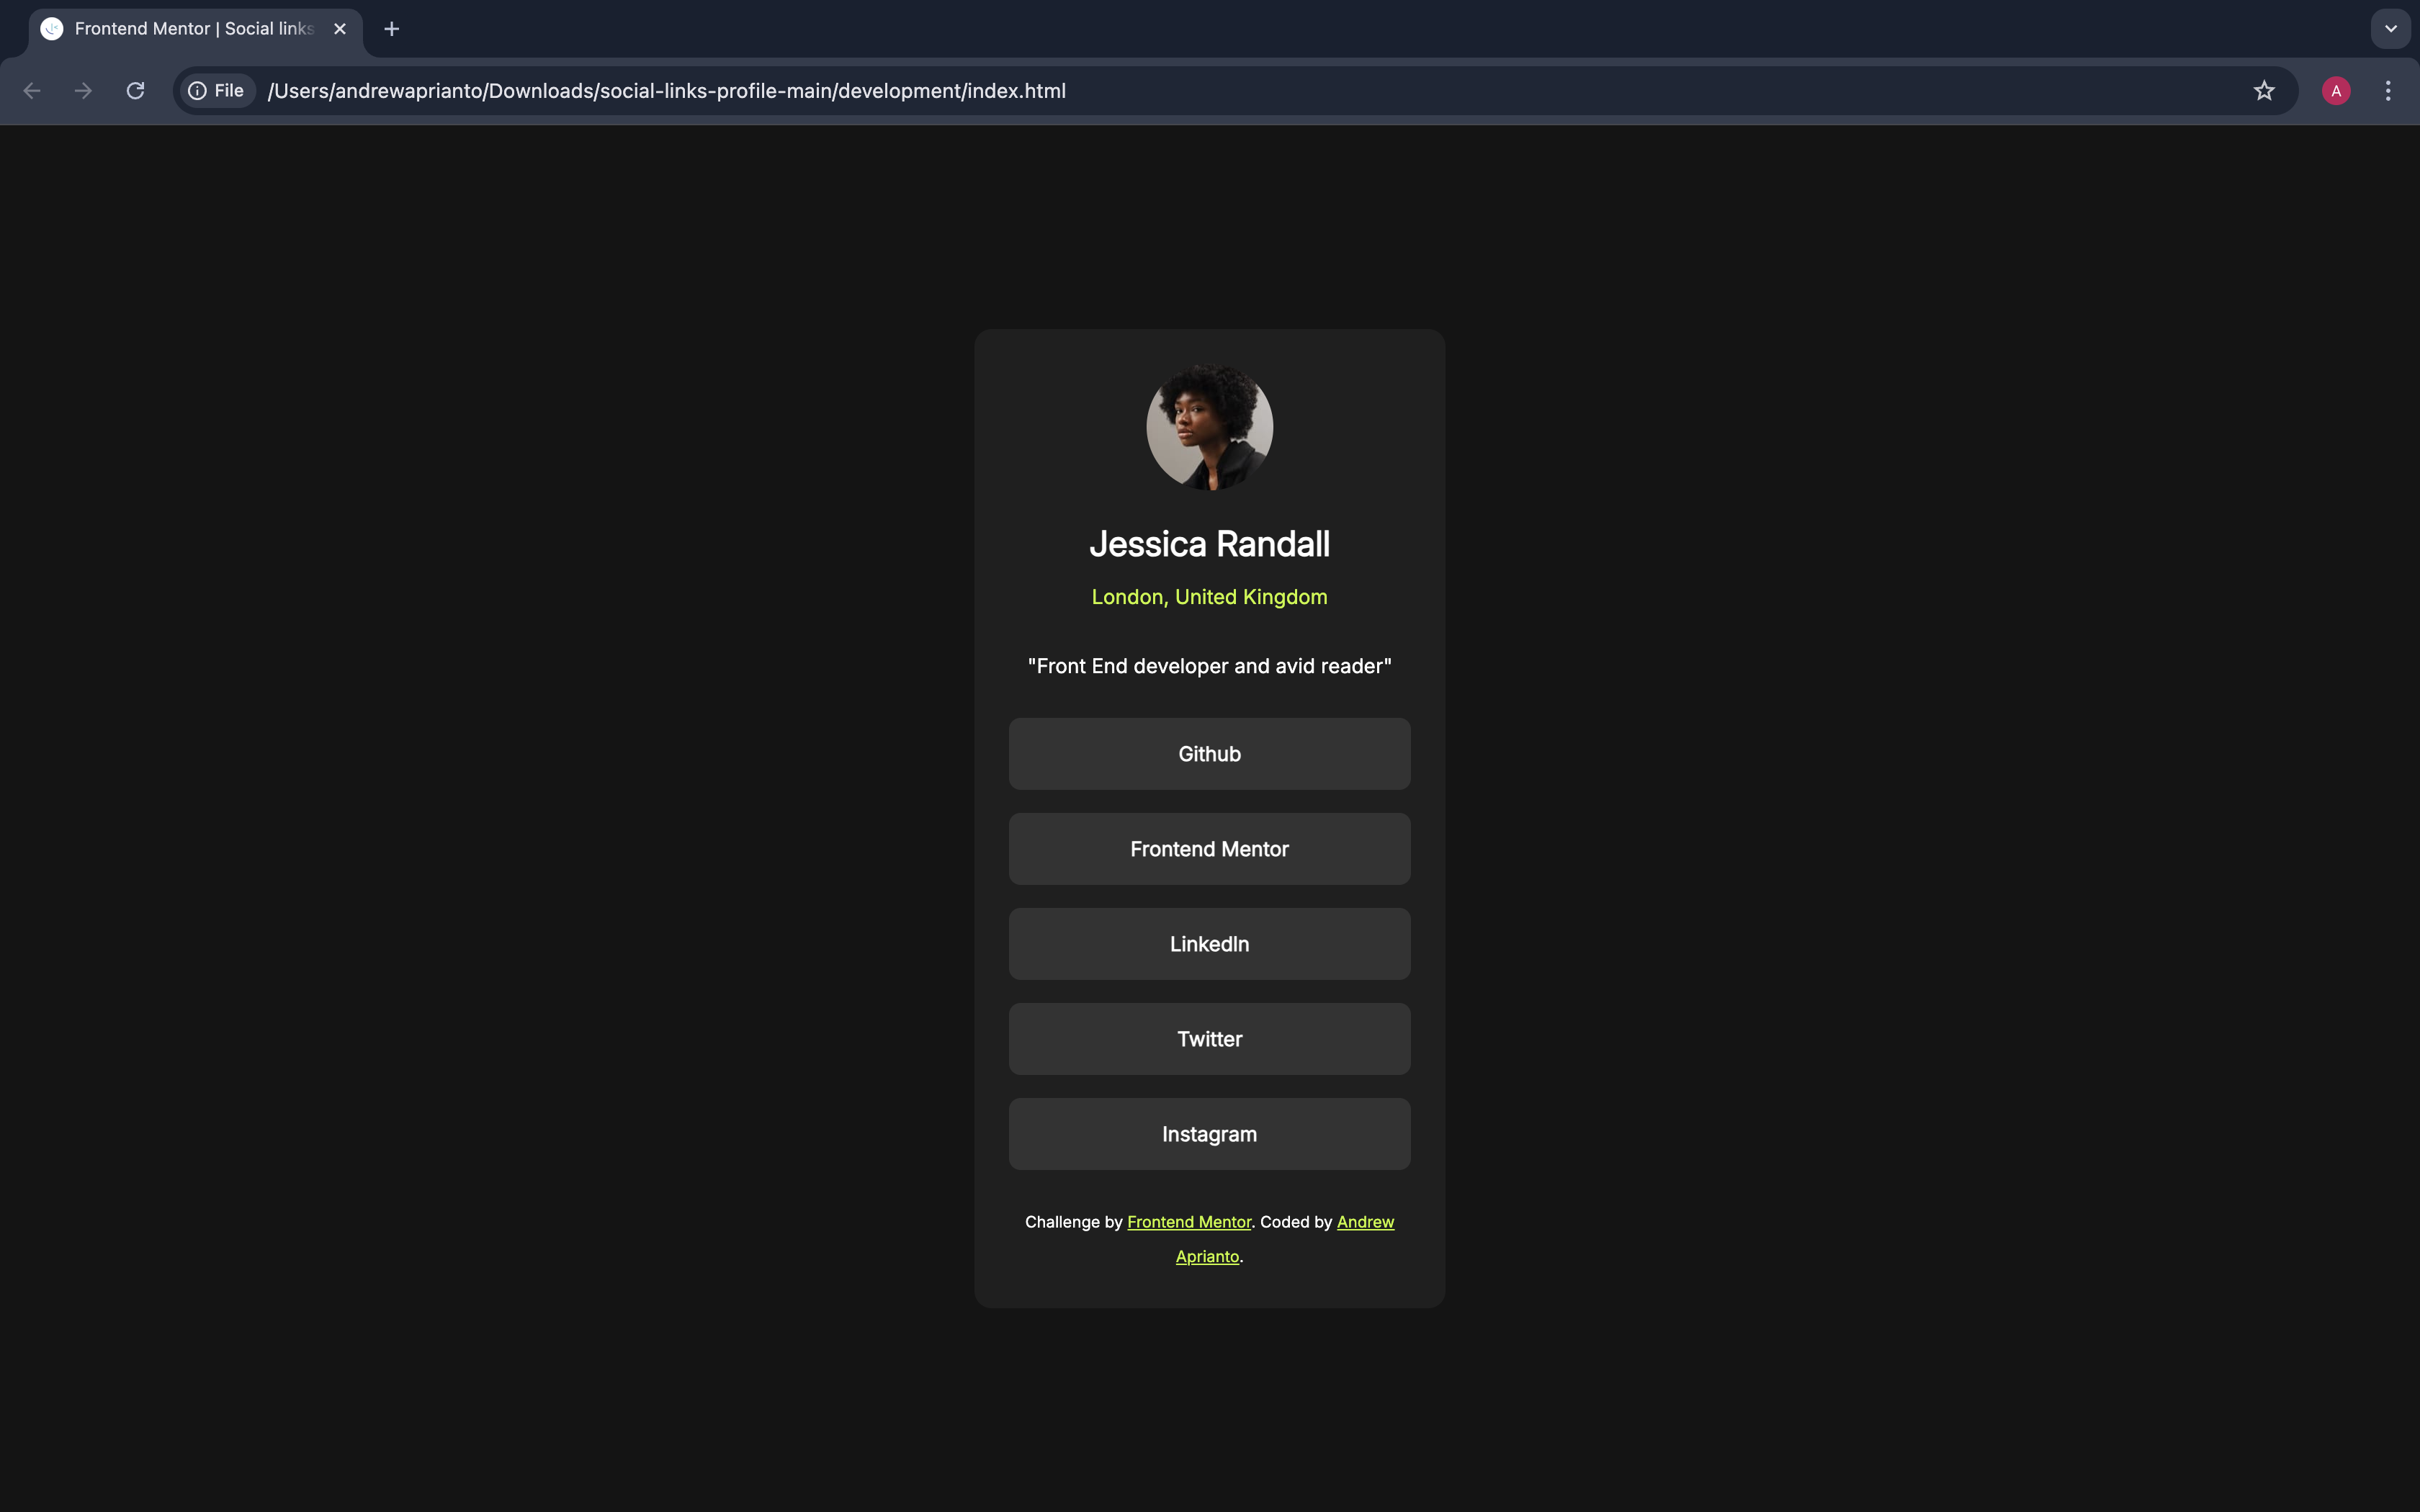 Frontend Mentor | Social links
File
/Users/andrewaprianto/Downloads/social-links-profile-main/development/index.html
A
Jessica Randall
London, United Kingdom
"Front End developer and avid reader"
Github
Frontend Mentor
LinkedIn
Twitter
Instagram
Challenge by Frontend Mentor. Coded by Andrew
Aprianto.